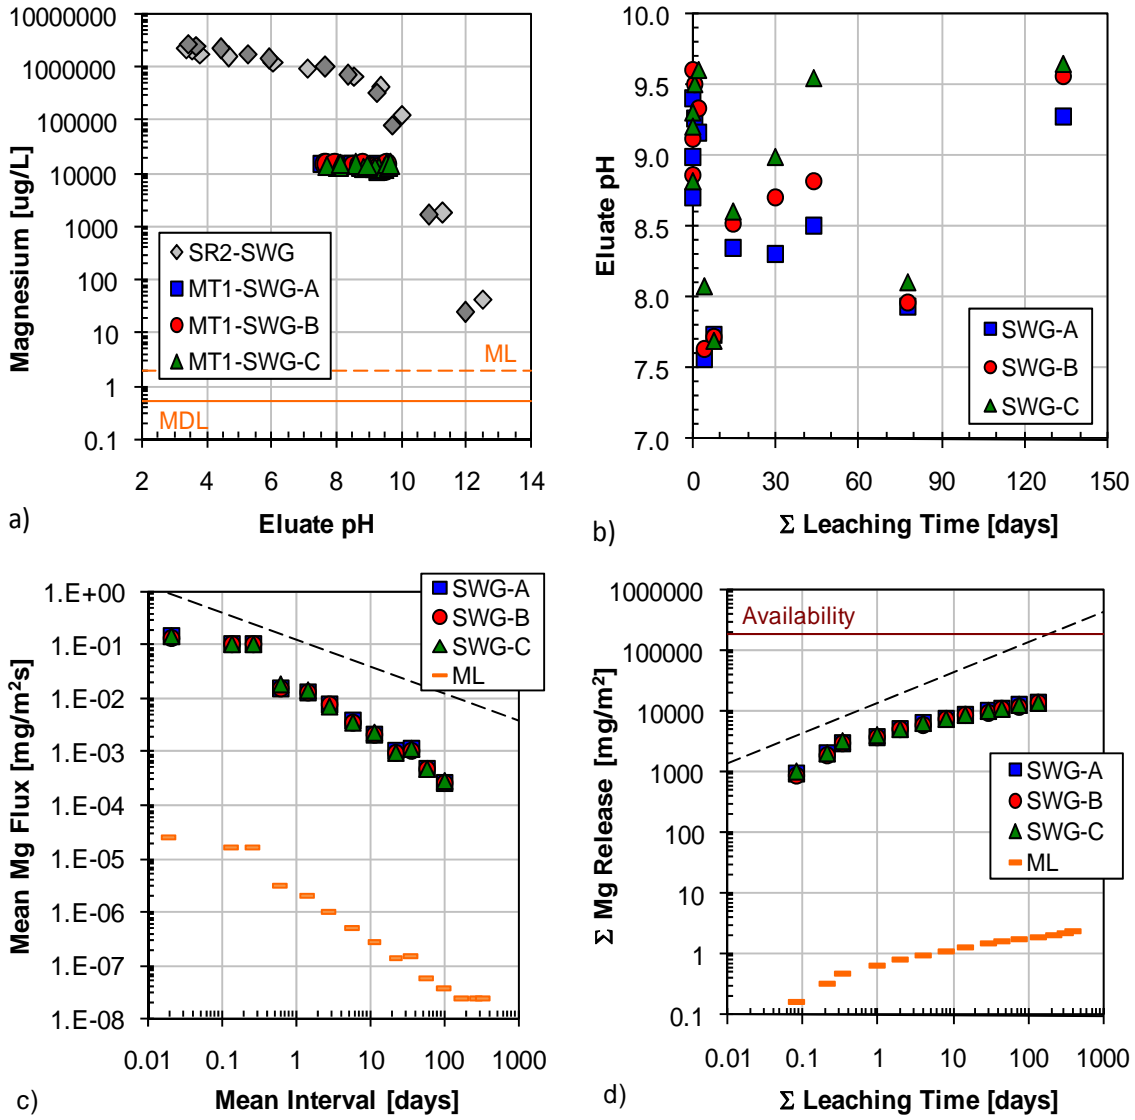 10000000
1000000
100000
10000
1000
100
10
1
0.1
Magnesium [ug/L]
SR2-SWG
MT1-SWG-A
MT1-SWG-B
MT1-SWG-C
ML
MDL
2 4 6 8 10 12 14
Eluate pH
a)
10.0
9.5
9.0
8.5
8.0
7.5
7.0
Eluate pH
SWG-A
SWG-B
SWG-C
0 30 60 90 120 150
Σ Leaching Time [days]
b)
1.E+00
1.E-01
1.E-02
1.E-03
1.E-04
1.E-05
1.E-06
1.E-07
1.E-08
Mean Mg Flux [mg/m²s]
SWG-A
SWG-B
SWG-C
ML
0.01 0.1 1 10 100 1000
Mean Interval [days]
c)
1000000
100000
10000
1000
100
10
1
0.1
Σ Mg Release [mg/m²]
Availability
SWG-A
SWG-B
SWG-C
ML
0.01 0.1 1 10 100 1000
Σ Leaching Time [days]
d)